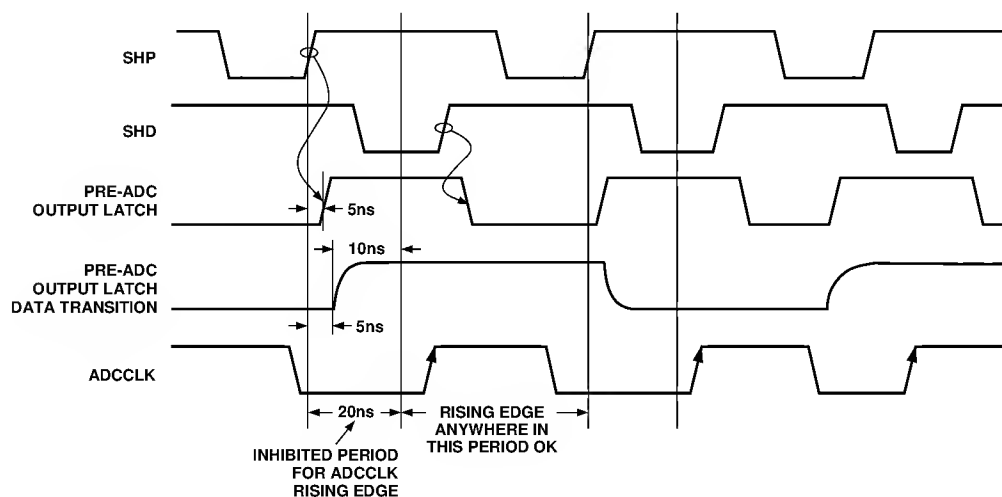 SHP
SHD
PRE-ADC
OUTPUT LATCH
5ns
10ns
PRE-ADC
OUTPUT LATCH
DATA TRANSITION
5ns
ADCCLK
20ns
RISING EDGE
ANYWHERE IN
THIS PERIOD OK
INHIBITED PERIOD
FOR ADCCLK
RISING EDGE